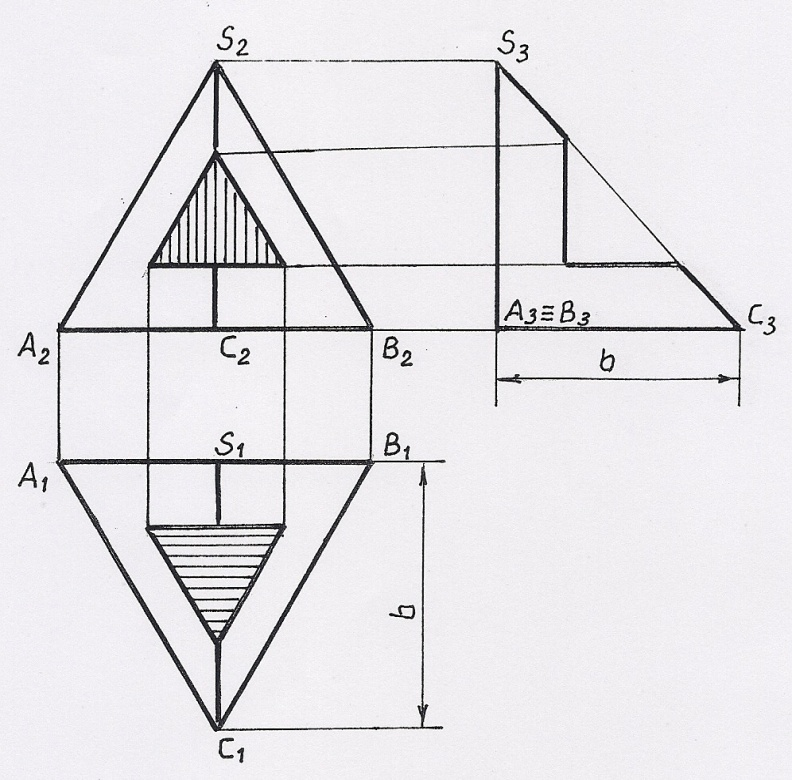 S₂ S₃
A₂ C₂ B₂ A₃≡B₃ C₃
b
A₁ S₁ B₁
b
C₁